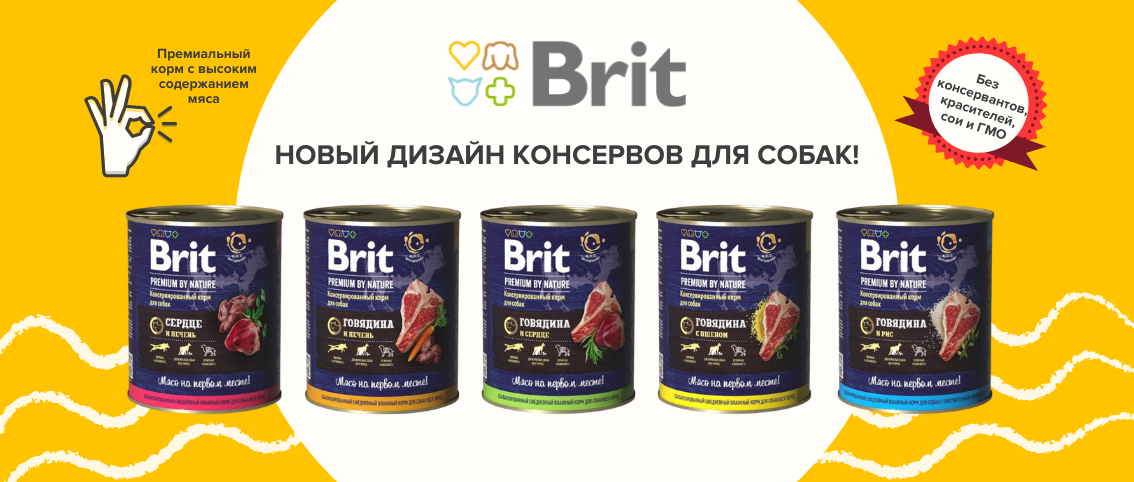 Премиальный
корм с высоким
содержанием
мяса
Brit
Без
консервантов,
красителей,
сои и ГМО
НОВЫЙ ДИЗАЙН КОНСЕРВОВ ДЛЯ СОБАК!
Brit
PREMIUM BY NATURE
Консервированный корм
для собак
СЕРДЦЕ
И ПЕЧЕНЬ
Мясо на первом месте!
Brit
PREMIUM BY NATURE
Консервированный корм
для собак
ГОВЯДИНА
И ПЕЧЕНЬ
Мясо на первом месте!
Brit
PREMIUM BY NATURE
Консервированный корм
для собак
ГОВЯДИНА
И СЕРДЦЕ
Мясо на первом месте!
Brit
PREMIUM BY NATURE
Консервированный корм
для собак
ГОВЯДИНА
С ПШЕНОМ
Мясо на первом месте!
Brit
PREMIUM BY NATURE
Консервированный корм
для собак
ГОВЯДИНА
И РИС
Мясо на первом месте!